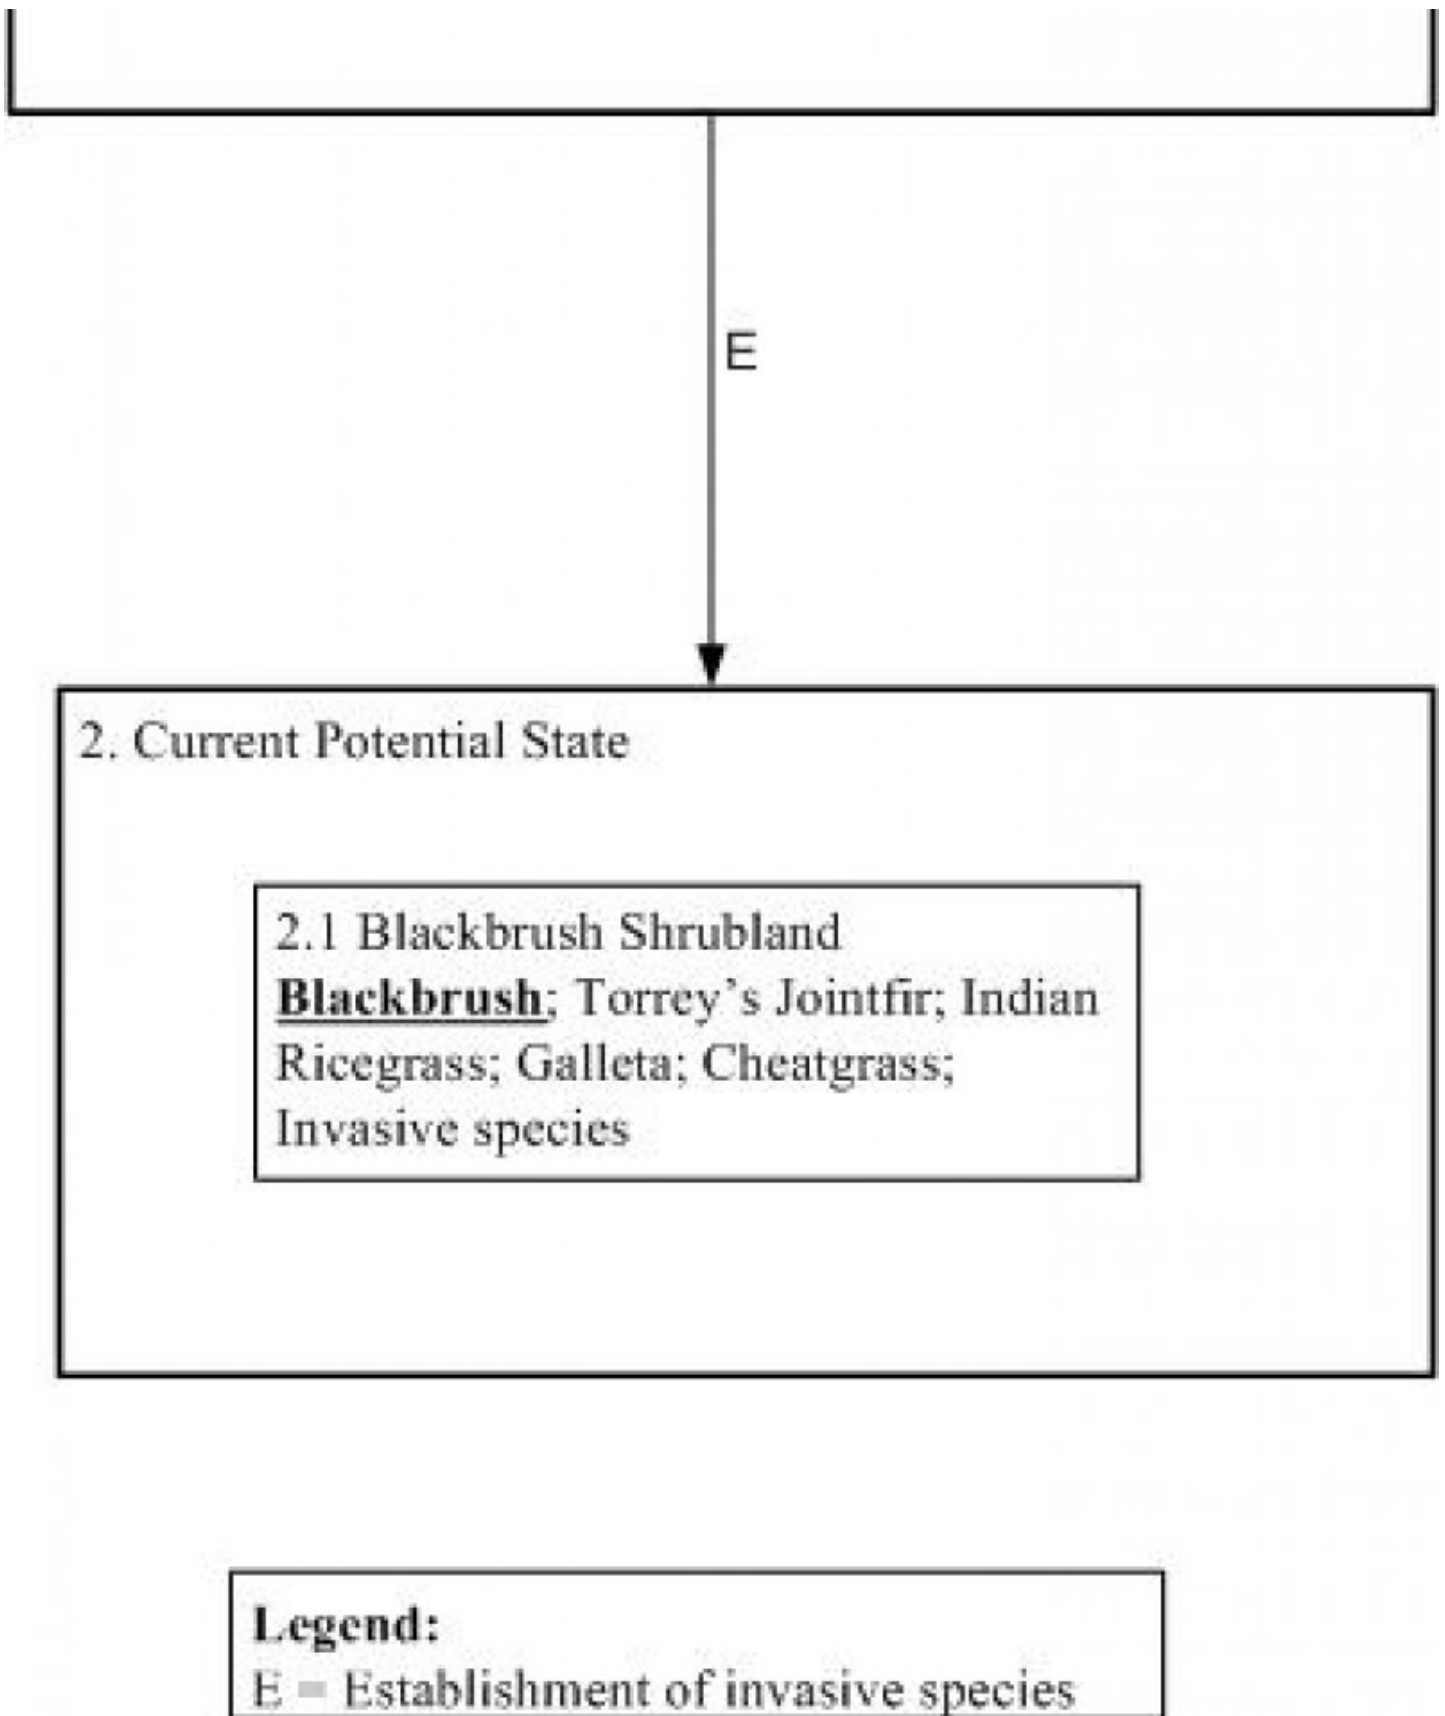 E
2. Current Potential State
2.1 Blackbrush Shrubland
Blackbrush; Torrey’s Jointfir; Indian
Ricegrass; Galleta; Cheatgrass;
Invasive species
Legend:
E = Establishment of invasive species